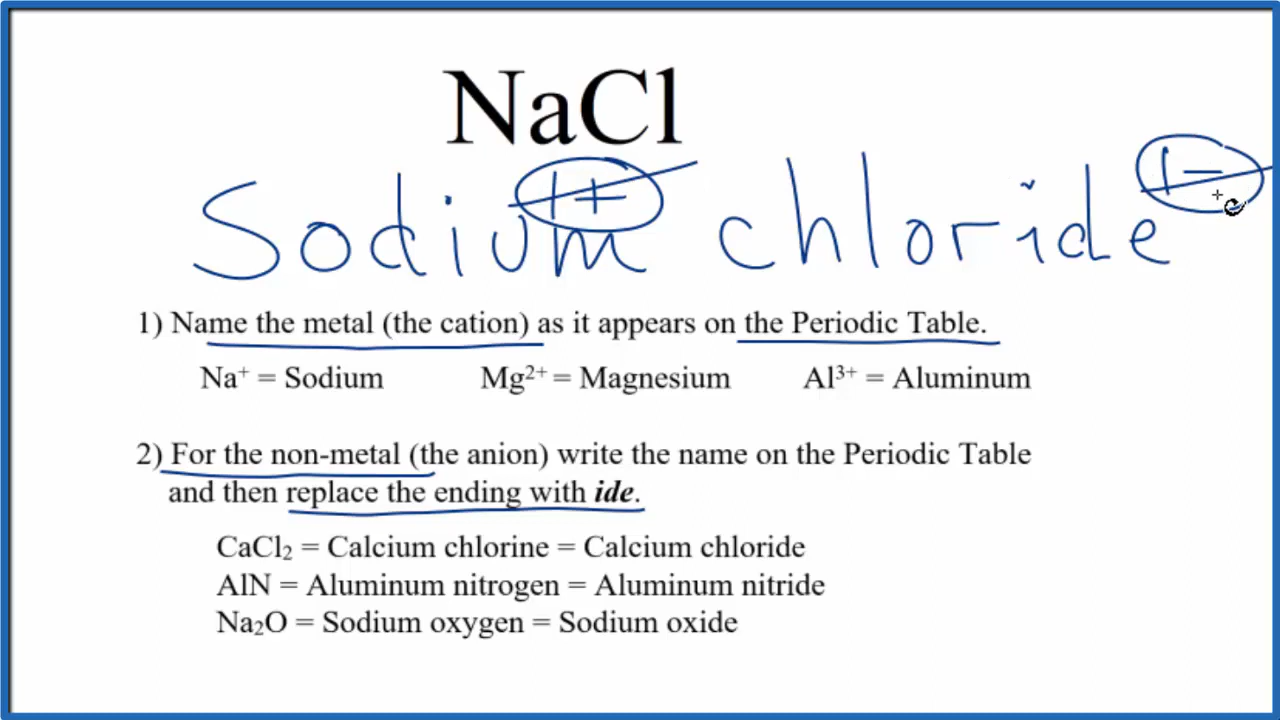 NaCl
1+ 1-
Sodium chloride
1) Name the metal (the cation) as it appears on the Periodic Table.
Na⁺ = Sodium Mg²⁺ = Magnesium Al³⁺ = Aluminum
2) For the non-metal (the anion) write the name on the Periodic Table
and then replace the ending with ide.
CaCl₂ = Calcium chlorine = Calcium chloride
AlN = Aluminum nitrogen = Aluminum nitride
Na₂O = Sodium oxygen = Sodium oxide